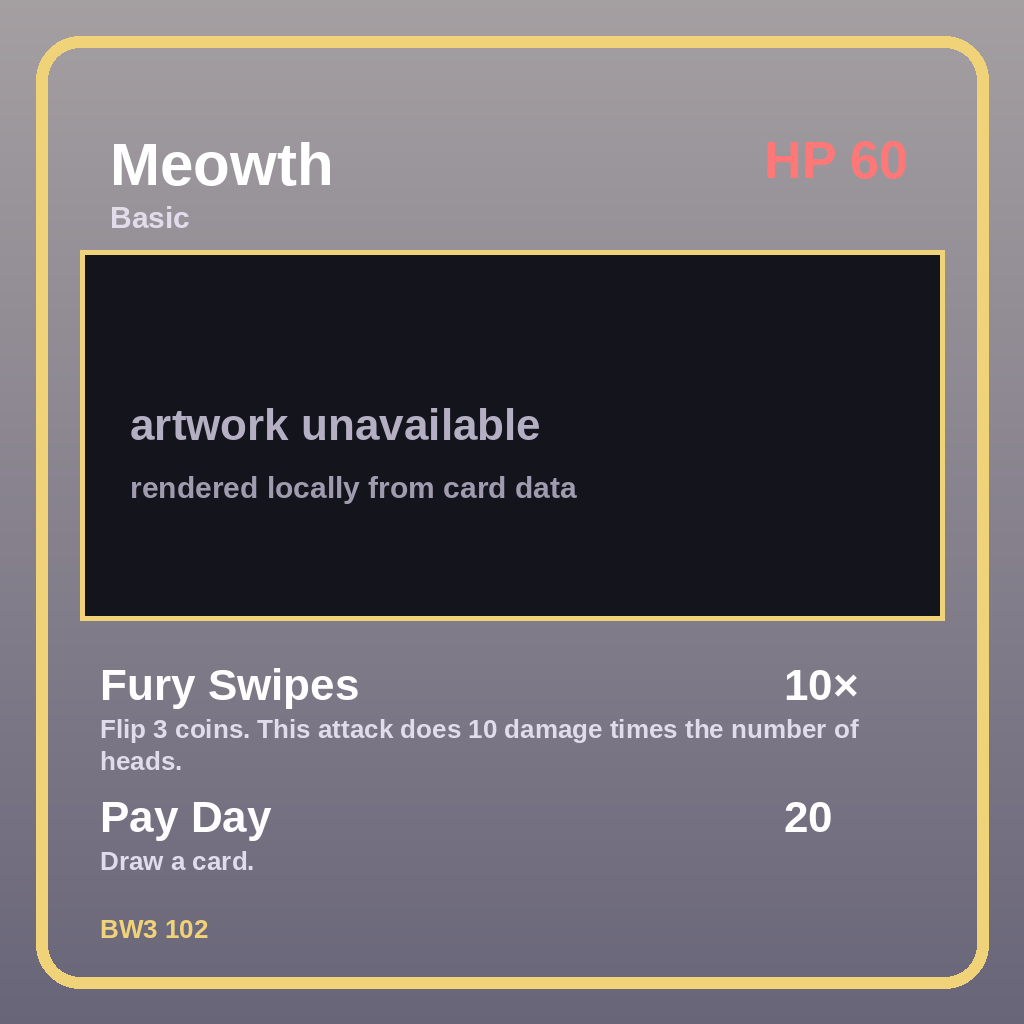 Meowth
HP 60
Basic
artwork unavailable
rendered locally from card data
Fury Swipes
10×
Flip 3 coins. This attack does 10 damage times the number of
heads.
Pay Day
20
Draw a card.
BW3 102